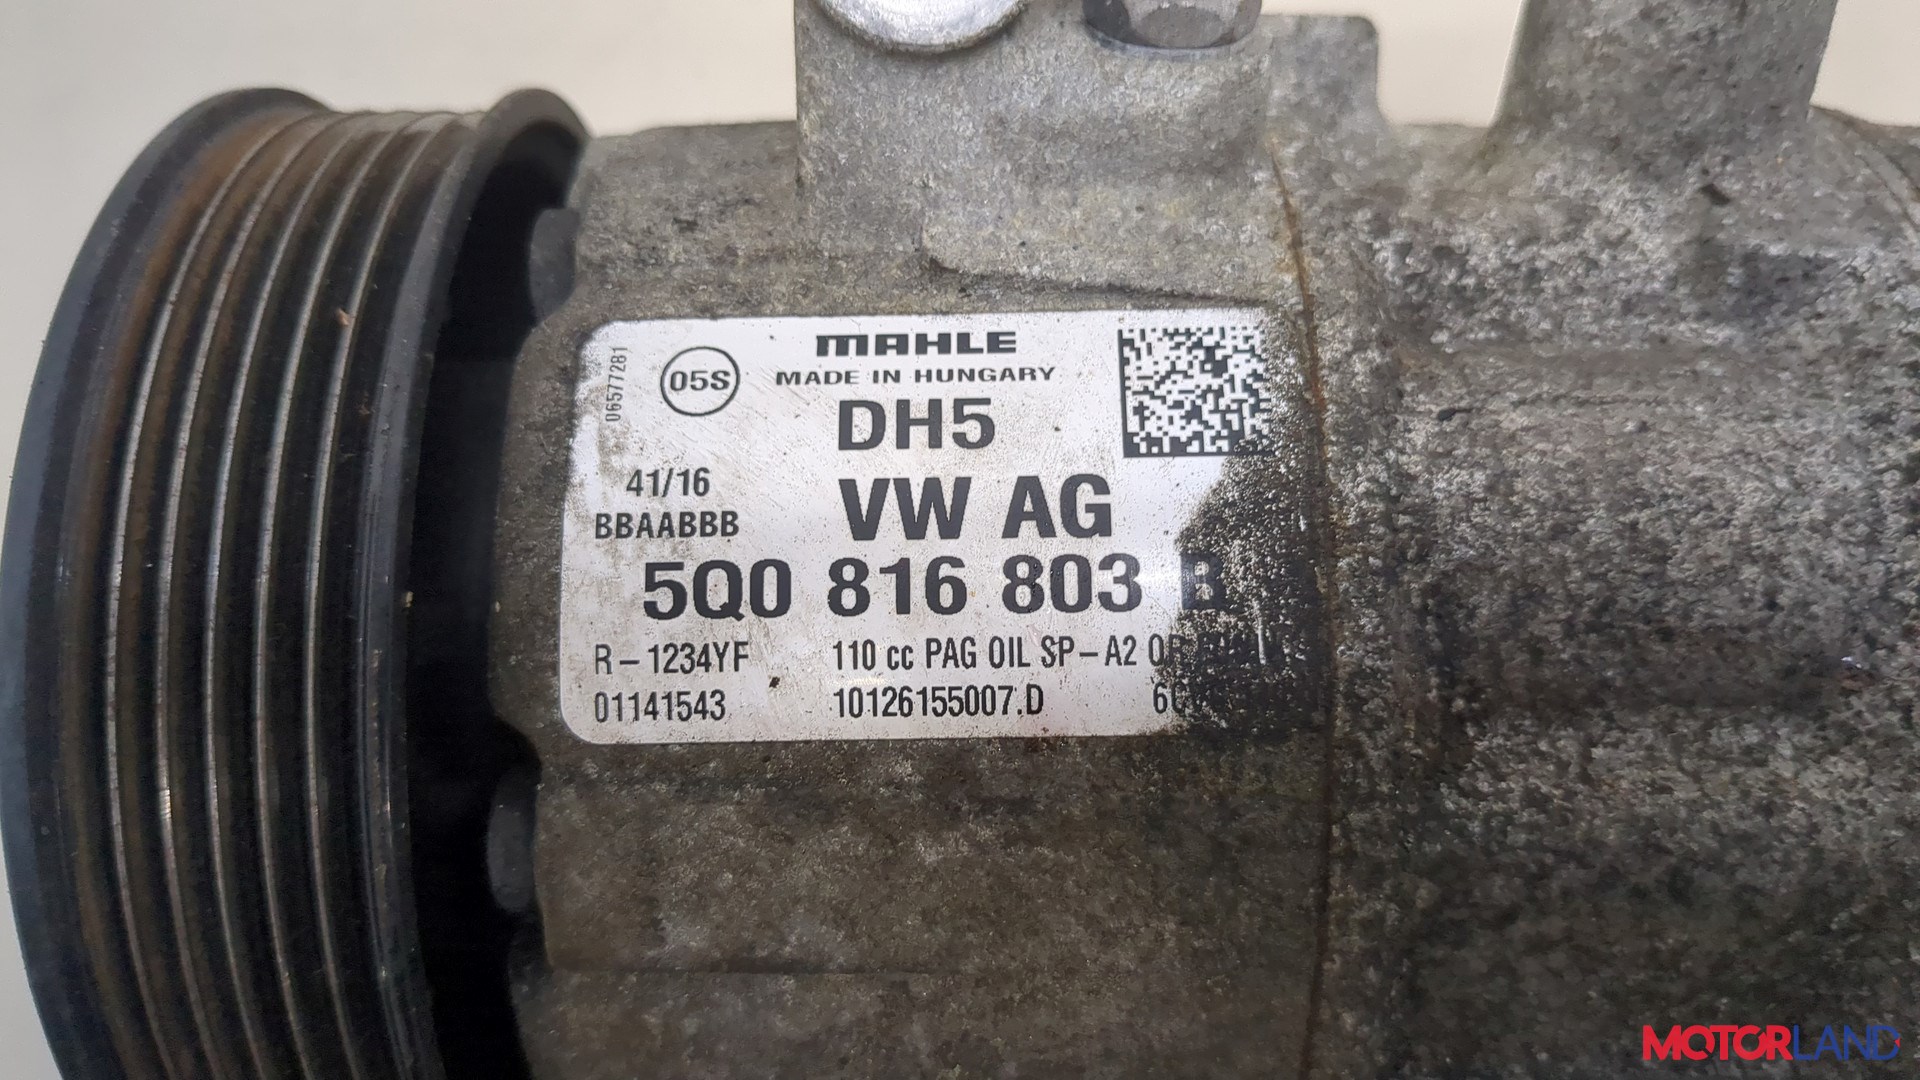 MAHLE
MADE IN HUNGARY
05S
06577281
DH5
41/16
BBAABBB
VW AG
5Q0 816 803 B
R-1234YF 110 cc PAG OIL SP-A2
01141543 10126155007.D
MOTORLAND